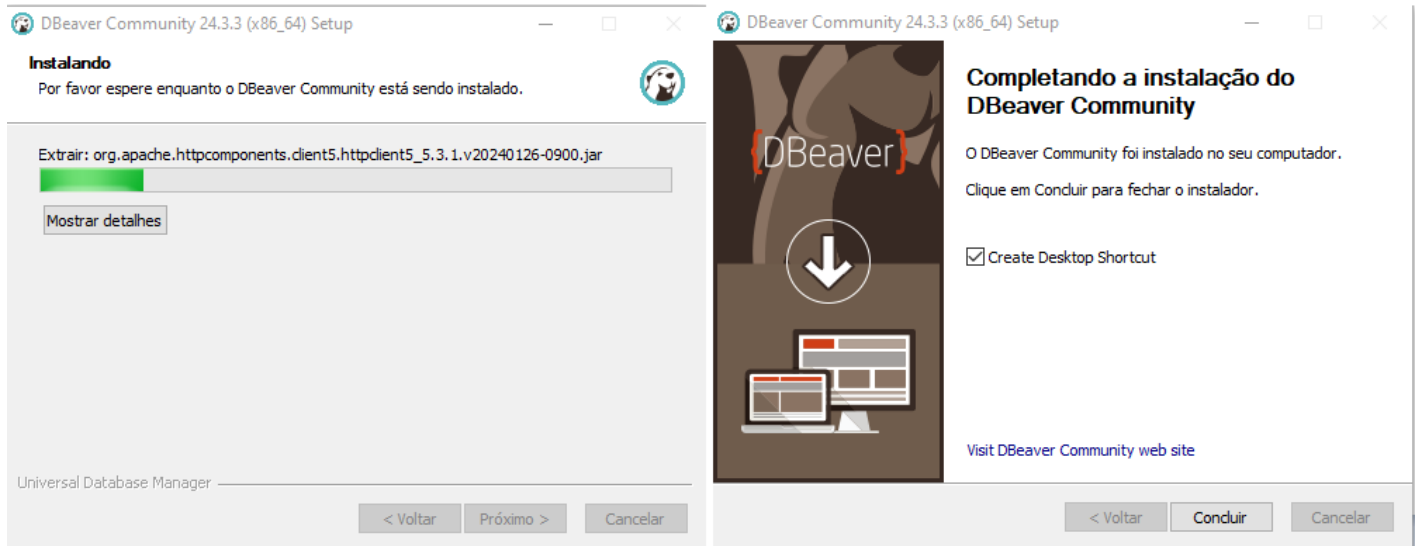 DBeaver Community 24.3.3 (x86_64) Setup
Instalando
Por favor espere enquanto o DBeaver Community está sendo instalado.
Extrair: org.apache.httpcomponents.client5.httpclient5_5.3.1.v20240126-0900.jar
Mostrar detalhes
Universal Database Manager
< Voltar
Próximo >
Cancelar
DBeaver Community 24.3.3 (x86_64) Setup
{DBeaver}
Completando a instalação do
DBeaver Community
O DBeaver Community foi instalado no seu computador.
Clique em Concluir para fechar o instalador.
Create Desktop Shortcut
Visit DBeaver Community web site
< Voltar
Concluir
Cancelar